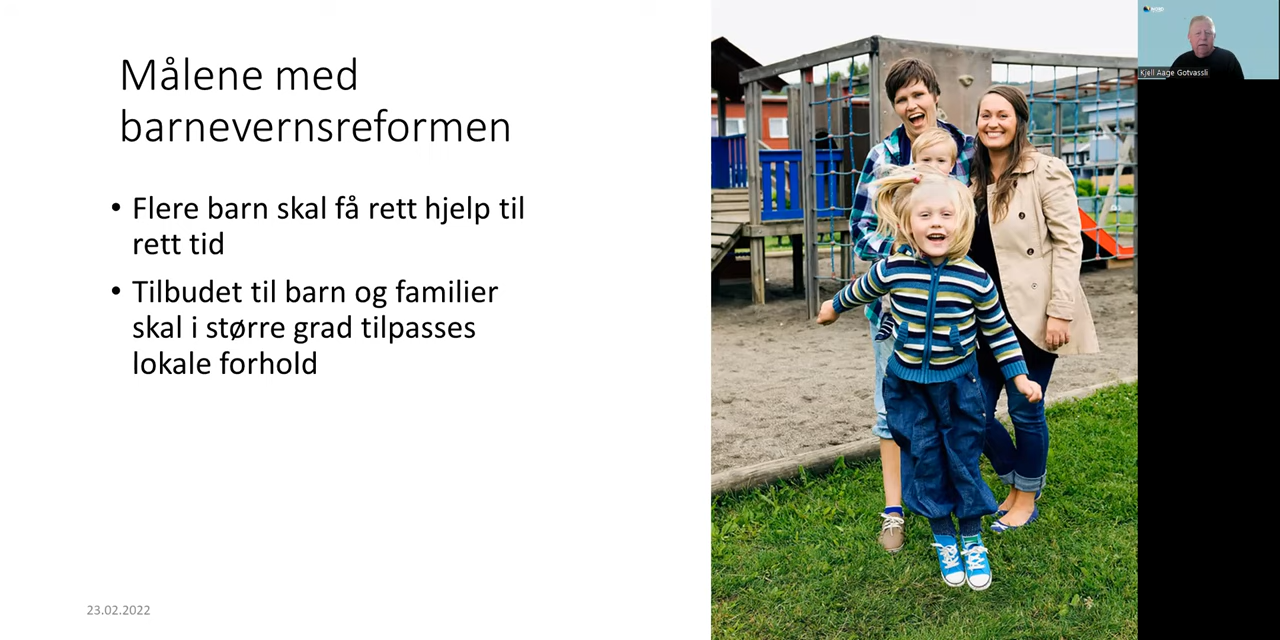 Målene med
barnevernsreformen
• Flere barn skal få rett hjelp til
rett tid
• Tilbudet til barn og familier
skal i større grad tilpasses
lokale forhold
23.02.2022
NORD
Kjell Aage Gotvassli